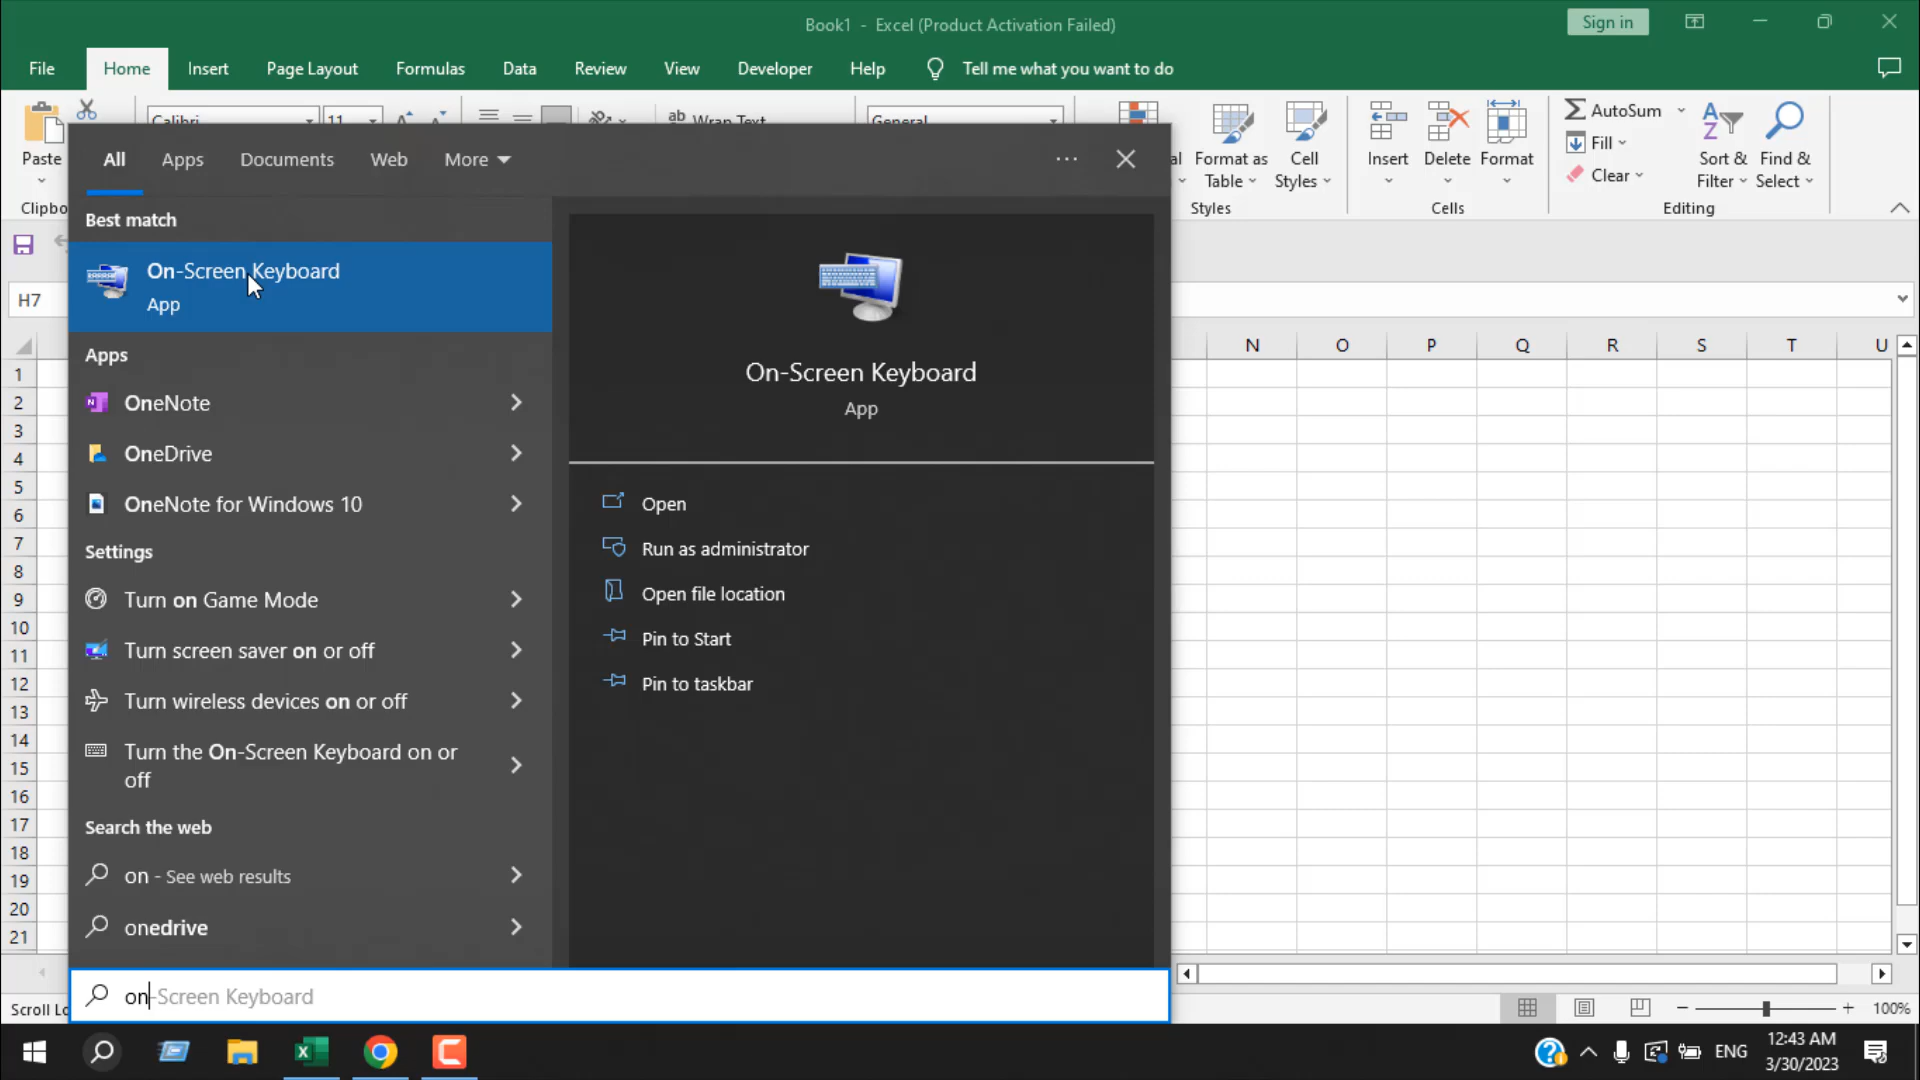 Book1 - Excel (Product Activation Failed)
Sign in
File Home Insert Page Layout Formulas Data Review View Developer Help Tell me what you want to do
Calibri 11 Wrap Text General
Paste
Clipbo
Format as
Table
Cell
Styles
Styles
Insert Delete Format
Cells
AutoSum
Fill
Clear
Sort &
Filter
Find &
Select
Editing
H7
All Apps Documents Web More
Best match
On-Screen Keyboard
App
Apps
OneNote
OneDrive
OneNote for Windows 10
Settings
Turn on Game Mode
Turn screen saver on or off
Turn wireless devices on or off
Turn the On-Screen Keyboard on or
off
Search the web
on - See web results
onedrive
on-Screen Keyboard
On-Screen Keyboard
App
Open
Run as administrator
Open file location
Pin to Start
Pin to taskbar
N O P Q R S T U
1
2
3
4
5
6
7
8
9
10
11
12
13
14
15
16
17
18
19
20
21
Scroll Lo
100%
ENG
12:43 AM
3/30/2023